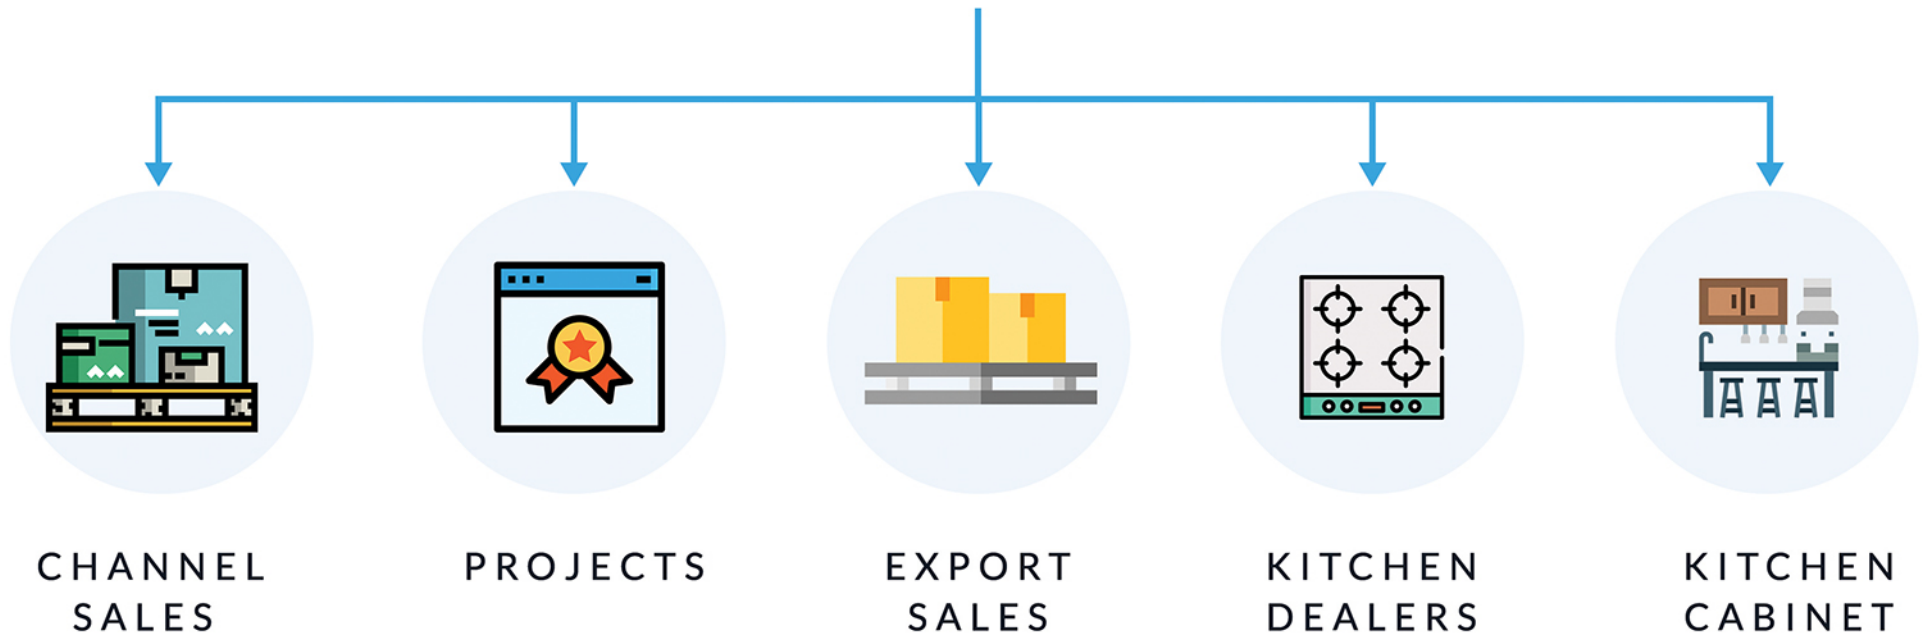 CHANNEL
SALES
PROJECTS
EXPORT
SALES
KITCHEN
DEALERS
KITCHEN
CABINET